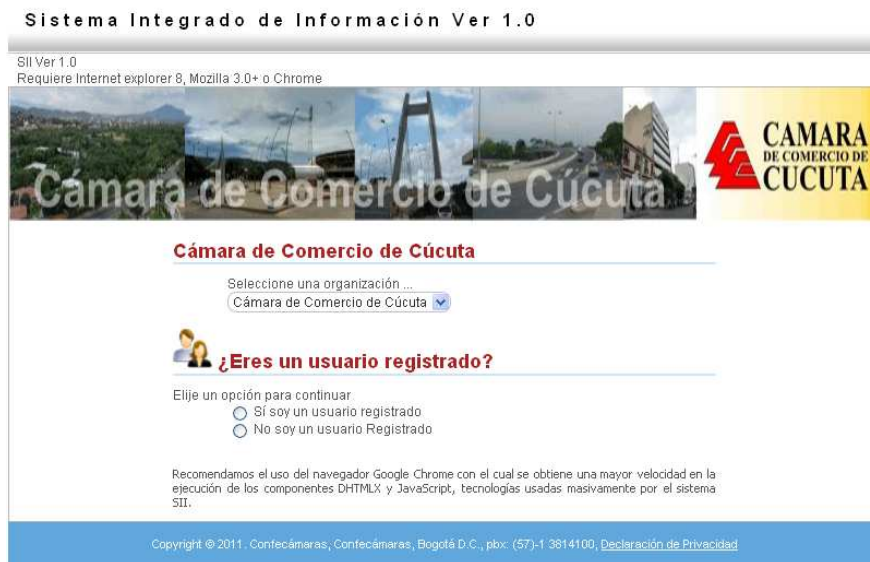 Sistema Integrado de Información Ver 1.0
SII Ver 1.0
Requiere Internet explorer 8, Mozilla 3.0+ o Chrome
Camara de Comercio de Cúcuta
CAMARA
DE COMERCIO DE
CUCUTA
Cámara de Comercio de Cúcuta
Seleccione una organización ...
Cámara de Comercio de Cúcuta
¿Eres un usuario registrado?
Elije un opción para continuar
Sí soy un usuario registrado
No soy un usuario Registrado
Recomendamos el uso del navegador Google Chrome con el cual se obtiene una mayor velocidad en la
ejecución de los componentes DHTMLX y JavaScript, tecnologías usadas masivamente por el sistema
SII.
Copyright © 2011. Confecámaras, Confecámaras, Bogotá D.C., pbx: (57)-1 3814100, Declaración de Privacidad